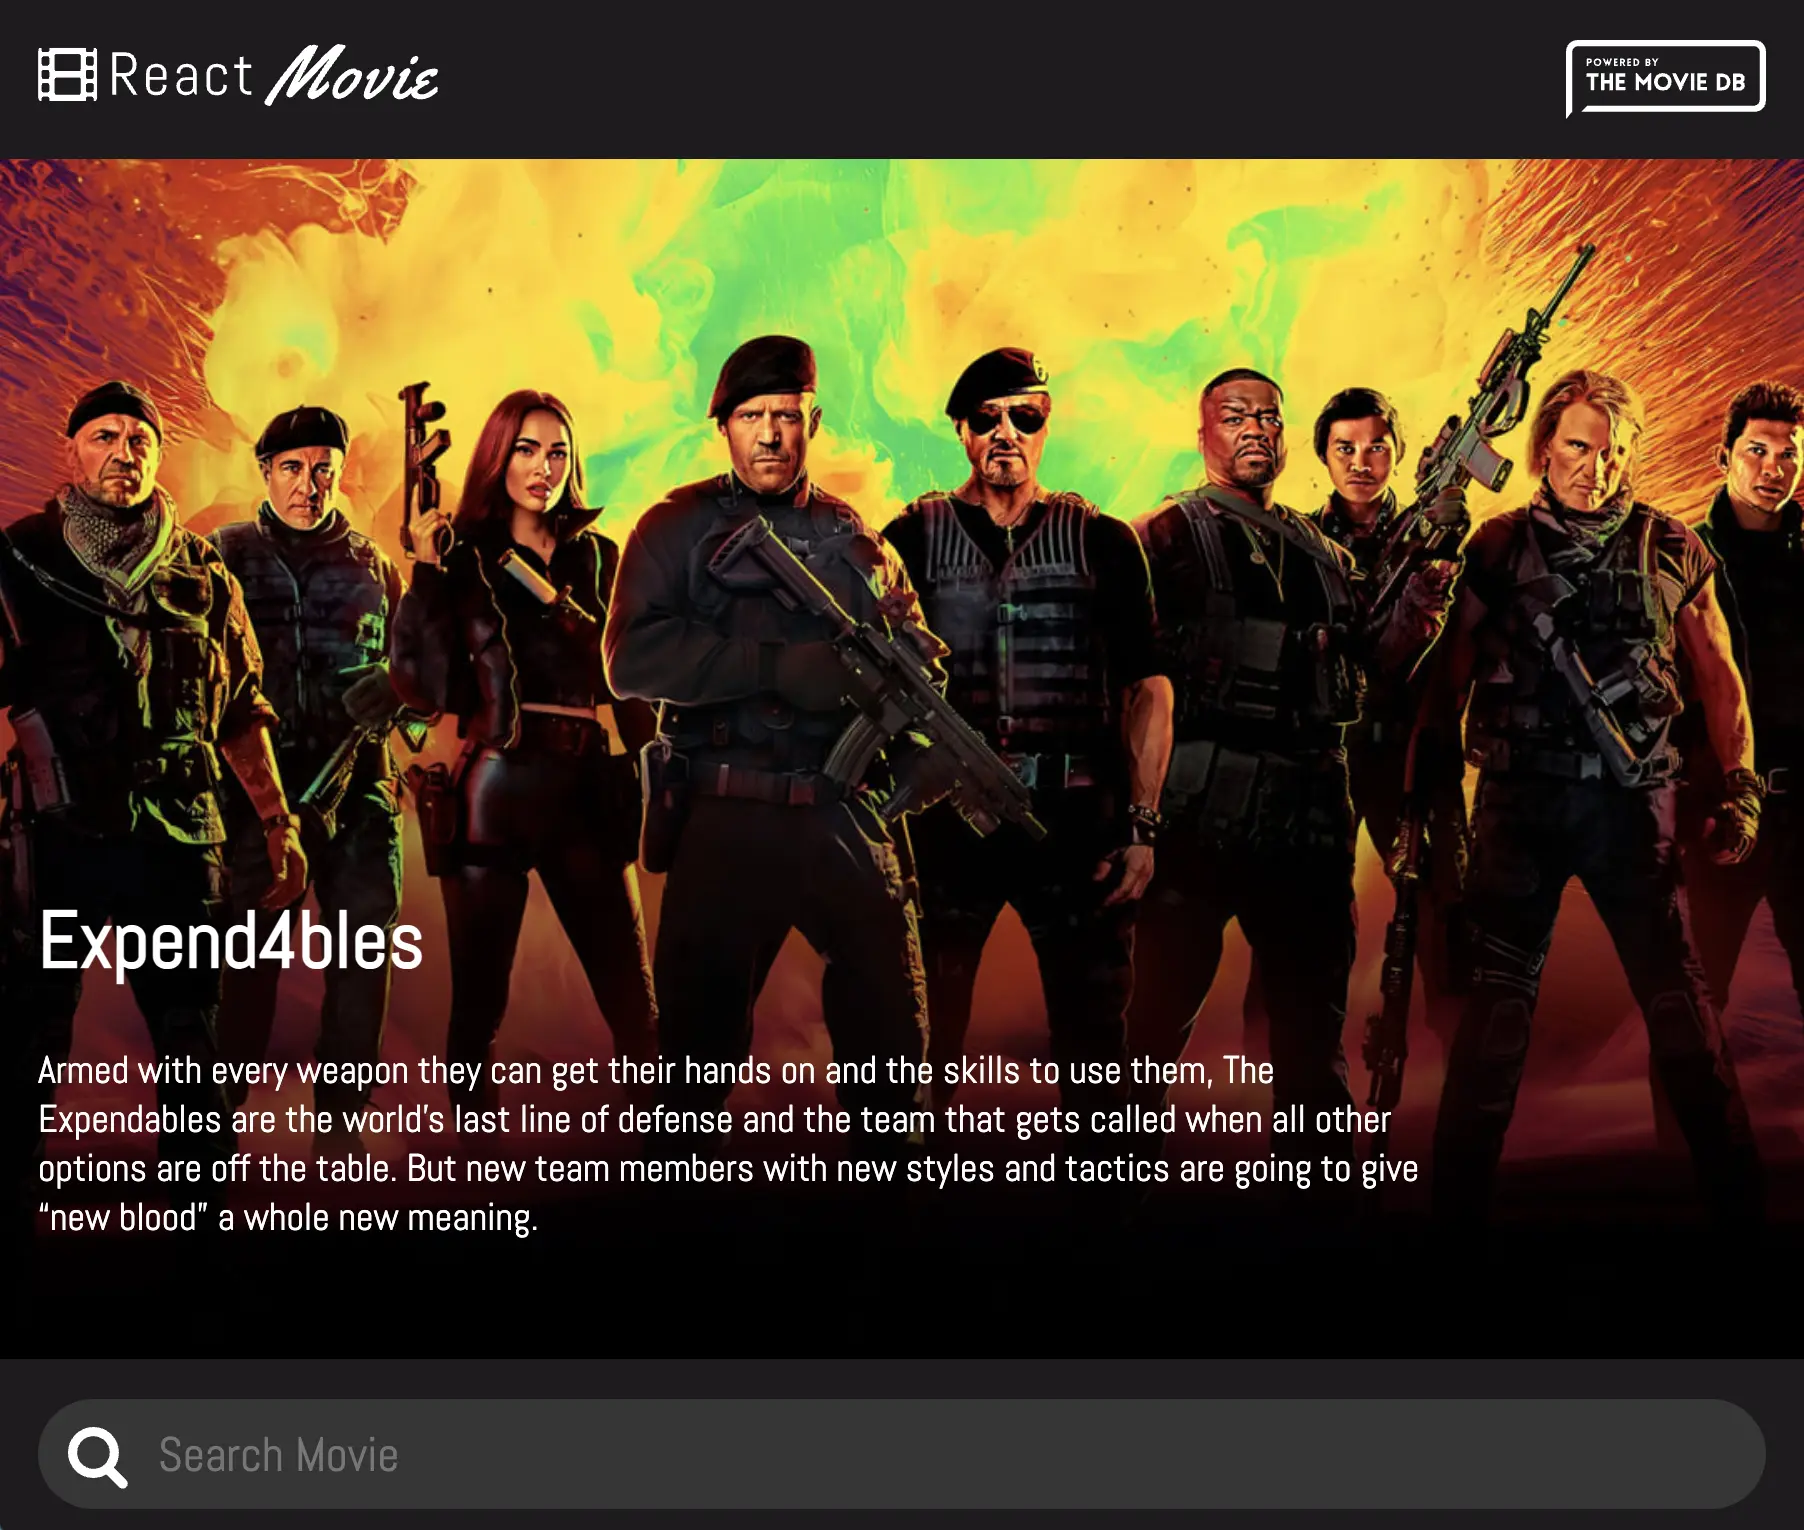 React Movie
POWERED BY
THE MOVIE DB
Expend4bles
Armed with every weapon they can get their hands on and the skills to use them, The
Expendables are the world's last line of defense and the team that gets called when all other
options are off the table. But new team members with new styles and tactics are going to give
“new blood” a whole new meaning.
Search Movie